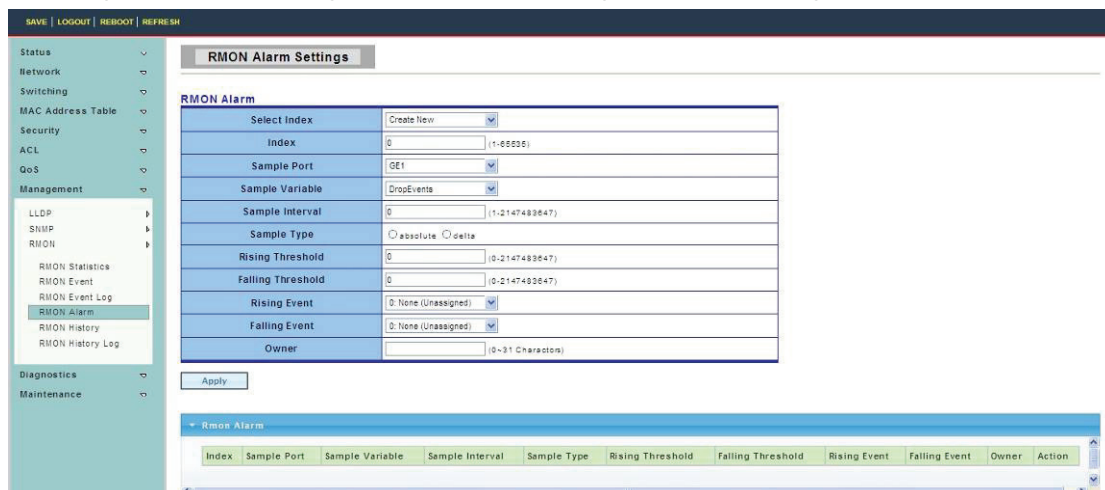 SAVE | LOGOUT | REBOOT | REFRESH
Status
Network
Switching
MAC Address Table
Security
ACL
QoS
Management
LLDP
SNMP
RMON
RMON Statistics
RMON Event
RMON Event Log
RMON Alarm
RMON History
RMON History Log
Diagnostics
Maintenance
RMON Alarm Settings
RMON Alarm
Select Index Create New
Index 0 (1-65535)
Sample Port GE1
Sample Variable DropEvents
Sample Interval 0 (1-2147483647)
Sample Type absolute delta
Rising Threshold 0 (0-2147483647)
Falling Threshold 0 (0-2147483647)
Rising Event 0: None (Unassigned)
Falling Event 0: None (Unassigned)
Owner (0~31 Charactors)
Apply
Rmon Alarm
Index Sample Port Sample Variable Sample Interval Sample Type Rising Threshold Falling Threshold Rising Event Falling Event Owner Action